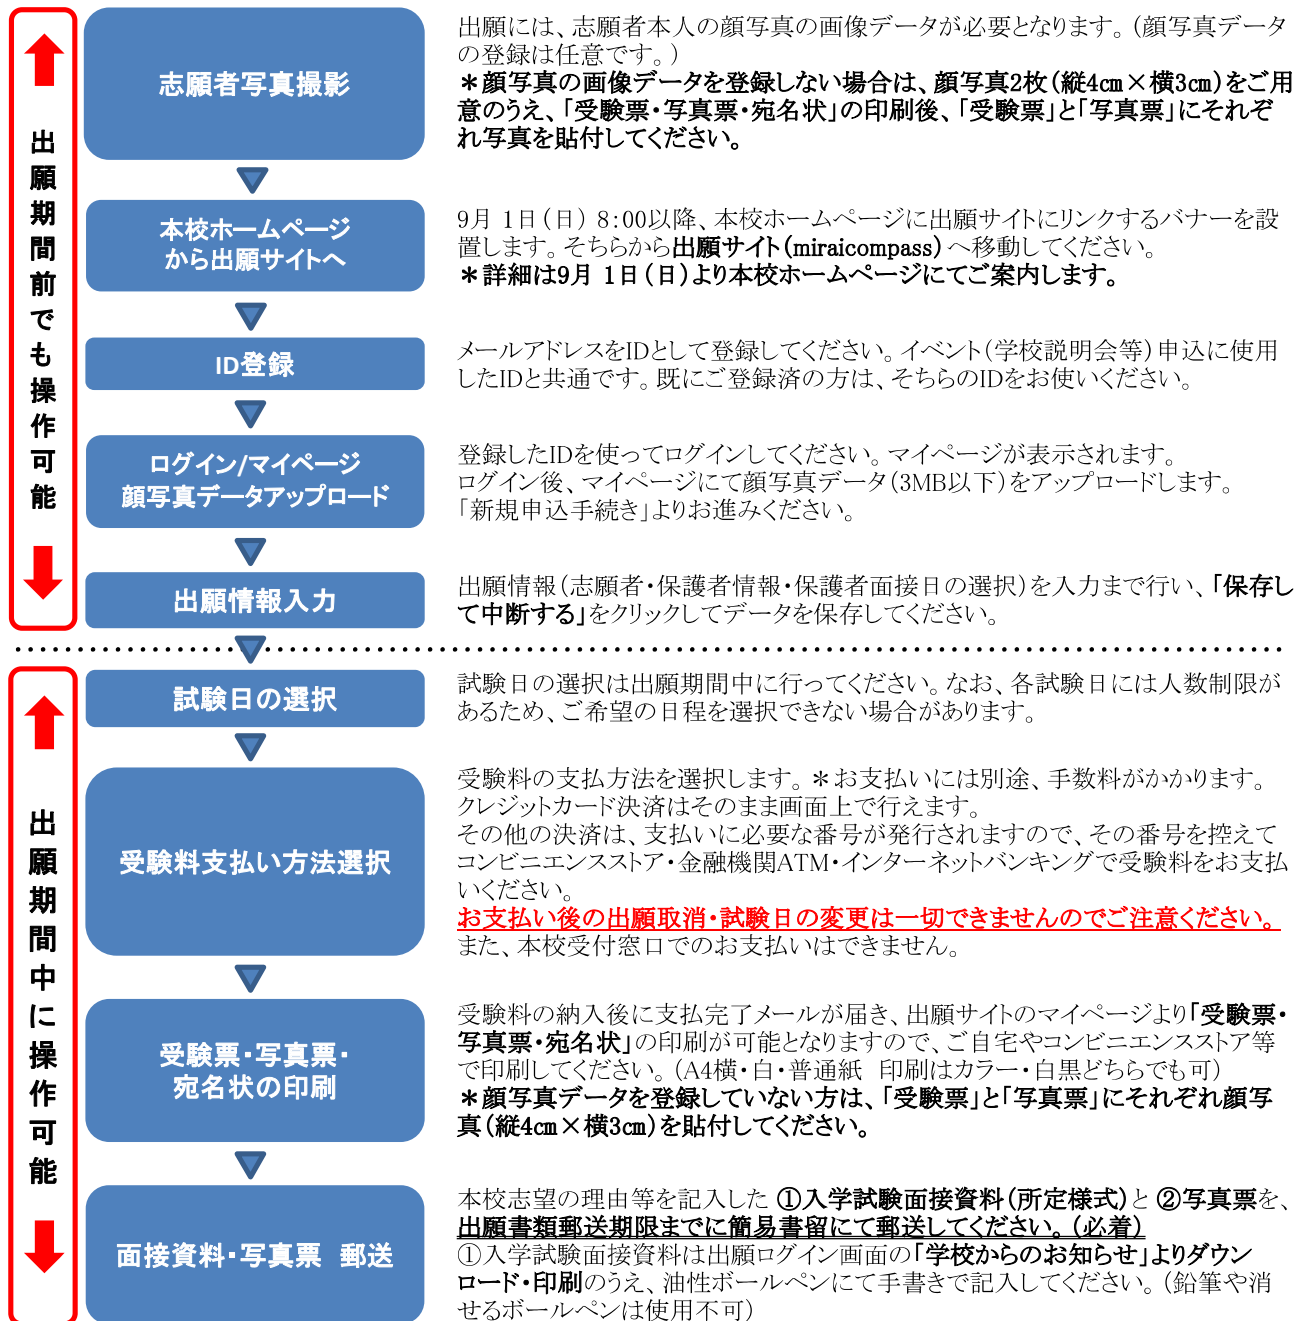 出願期間前でも操作可能
志願者写真撮影
出願には、志願者本人の顔写真の画像データが必要となります。(顔写真データ
の登録は任意です。)
＊顔写真の画像データを登録しない場合は、顔写真2枚(縦4㎝×横3㎝)をご用
意のうえ、「受験票・写真票・宛名状」の印刷後、「受験票」と「写真票」にそれぞ
れ写真を貼付してください。
本校ホームページ
から出願サイトへ
9月 1日(日) 8:00以降、本校ホームページに出願サイトにリンクするバナーを設
置します。そちらから出願サイト(miraicompass)へ移動してください。
＊詳細は9月 1日(日)より本校ホームページにてご案内します。
ID登録
メールアドレスをIDとして登録してください。イベント(学校説明会等)申込に使用
したIDと共通です。既にご登録済の方は、そちらのIDをお使いください。
ログイン/マイページ
顔写真データアップロード
登録したIDを使ってログインしてください。マイページが表示されます。
ログイン後、マイページにて顔写真データ(3MB以下)をアップロードします。
「新規申込手続き」よりお進みください。
出願情報入力
出願情報(志願者・保護者情報・保護者面接日の選択)を入力まで行い、「保存し
て中断する」をクリックしてデータを保存してください。
出願期間中に操作可能
試験日の選択
試験日の選択は出願期間中に行ってください。なお、各試験日には人数制限が
あるため、ご希望の日程を選択できない場合があります。
受験料支払い方法選択
受験料の支払方法を選択します。＊お支払いには別途、手数料がかかります。
クレジットカード決済はそのまま画面上で行えます。
その他の決済は、支払いに必要な番号が発行されますので、その番号を控えて
コンビニエンスストア・金融機関ATM・インターネットバンキングで受験料をお支払
いください。
お支払い後の出願取消・試験日の変更は一切できませんのでご注意ください。
また、本校受付窓口でのお支払いはできません。
受験票・写真票・
宛名状の印刷
受験料の納入後に支払完了メールが届き、出願サイトのマイページより「受験票・
写真票・宛名状」の印刷が可能となりますので、ご自宅やコンビニエンスストア等
で印刷してください。(A4横・白・普通紙　印刷はカラー・白黒どちらでも可)
＊顔写真データを登録していない方は、「受験票」と「写真票」にそれぞれ顔写
真(縦4㎝×横3㎝)を貼付してください。
面接資料・写真票　郵送
本校志望の理由等を記入した ①入学試験面接資料(所定様式)と ②写真票を、
出願書類郵送期限までに簡易書留にて郵送してください。(必着)
①入学試験面接資料は出願ログイン画面の「学校からのお知らせ」よりダウン
ロード・印刷のうえ、油性ボールペンにて手書きで記入してください。(鉛筆や消
せるボールペンは使用不可)